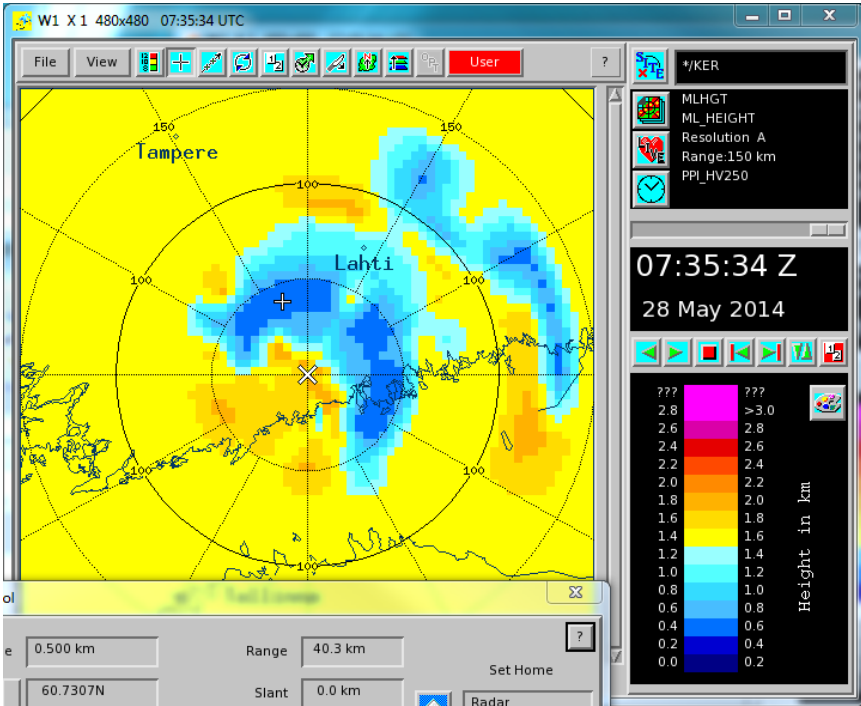 W1 X 1 480x480 07:35:34 UTC
File View User ?
SITE
*/KER
MLHGT
ML_HEIGHT
Resolution A
Range:150 km
PPI_HV250
150 150
Tampere
100
Lahti
100 100
100 100
100
07:35:34 Z
28 May 2014
??? ???
2.8 >3.0
2.6 2.8
2.4 2.6
2.2 2.4
2.0 2.2
1.8 2.0
1.6 1.8
1.4 1.6
1.2 1.4
1.0 1.2
0.8 1.0
0.6 0.8
0.4 0.6
0.2 0.4
0.0 0.2
Height in km
ol
?
e 0.500 km Range 40.3 km
Set Home
60.7307N Slant 0.0 km Radar